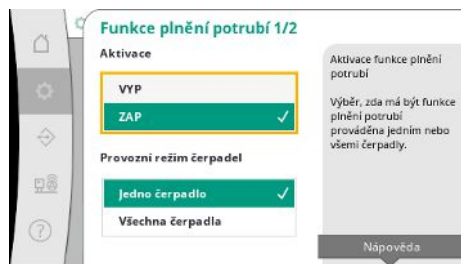 Funkce plnění potrubí 1/2
Aktivace
VYP
ZAP
Provozní režim čerpadel
Jedno čerpadlo
Všechna čerpadla
Aktivace funkce plnění
potrubí
Výběr, zda má být funkce
plnění potrubí
prováděna jedním nebo
všemi čerpadly.
Nápověda